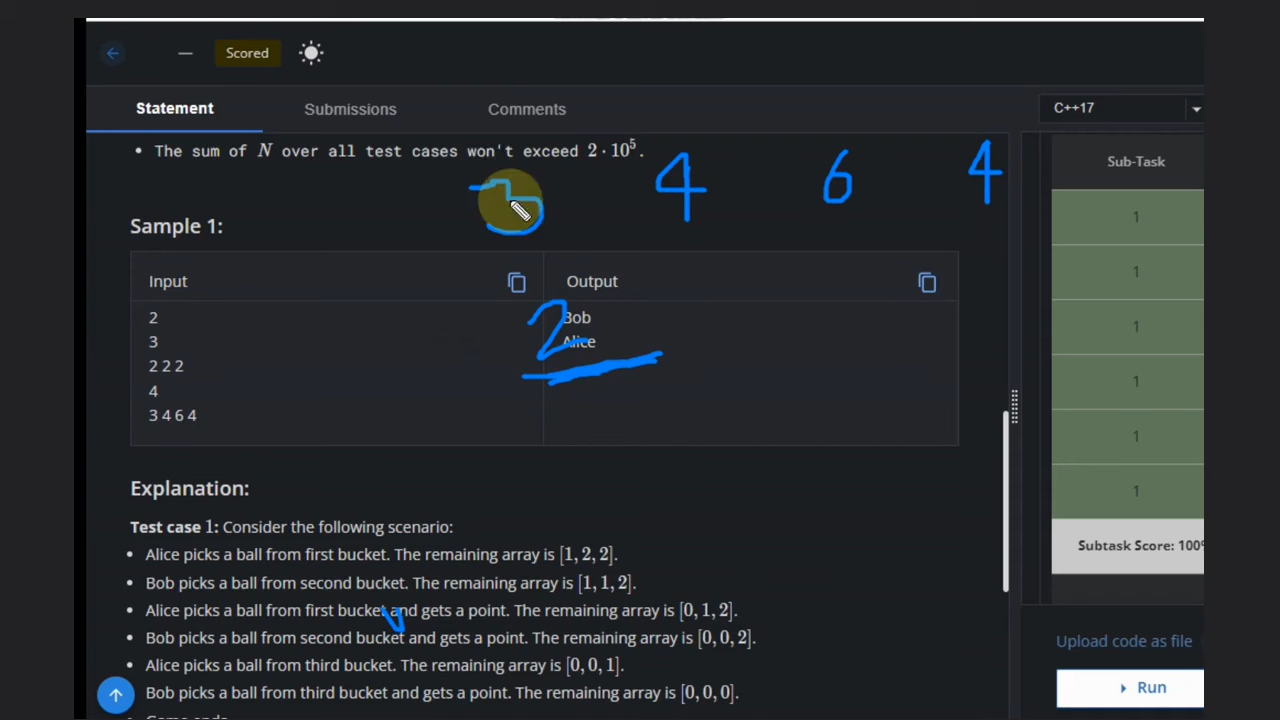 Scored
Statement Submissions Comments
C++17
• The sum of N over all test cases won't exceed 2 · 10⁵.
3 4 6 4
Sub-Task
Sample 1:
1
1
1
1
1
1
Input Output
2 Bob
3 Alice
2 2 2
4
3 4 6 4
2
Subtask Score: 100%
Explanation:
Test case 1: Consider the following scenario:
• Alice picks a ball from first bucket. The remaining array is [1, 2, 2].
• Bob picks a ball from second bucket. The remaining array is [1, 1, 2].
• Alice picks a ball from first bucket and gets a point. The remaining array is [0, 1, 2].
• Bob picks a ball from second bucket and gets a point. The remaining array is [0, 0, 2].
• Alice picks a ball from third bucket. The remaining array is [0, 0, 1].
• Bob picks a ball from third bucket and gets a point. The remaining array is [0, 0, 0].
Upload code as file
Run